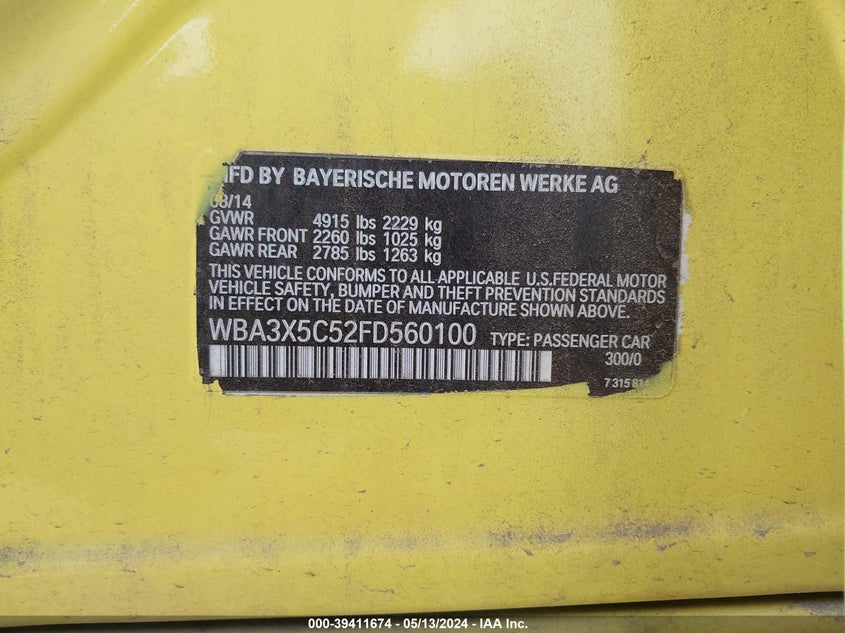 MFD BY BAYERISCHE MOTOREN WERKE AG
08/14
GVWR 4915 lbs 2229 kg
GAWR FRONT 2260 lbs 1025 kg
GAWR REAR 2785 lbs 1263 kg
THIS VEHICLE CONFORMS TO ALL APPLICABLE U.S.FEDERAL MOTOR
VEHICLE SAFETY, BUMPER AND THEFT PREVENTION STANDARDS
IN EFFECT ON THE DATE OF MANUFACTURE SHOWN ABOVE.
WBA3X5C52FD560100 TYPE: PASSENGER CAR
300/0
7 315 81
000-39411674 - 05/13/2024 - IAA Inc.